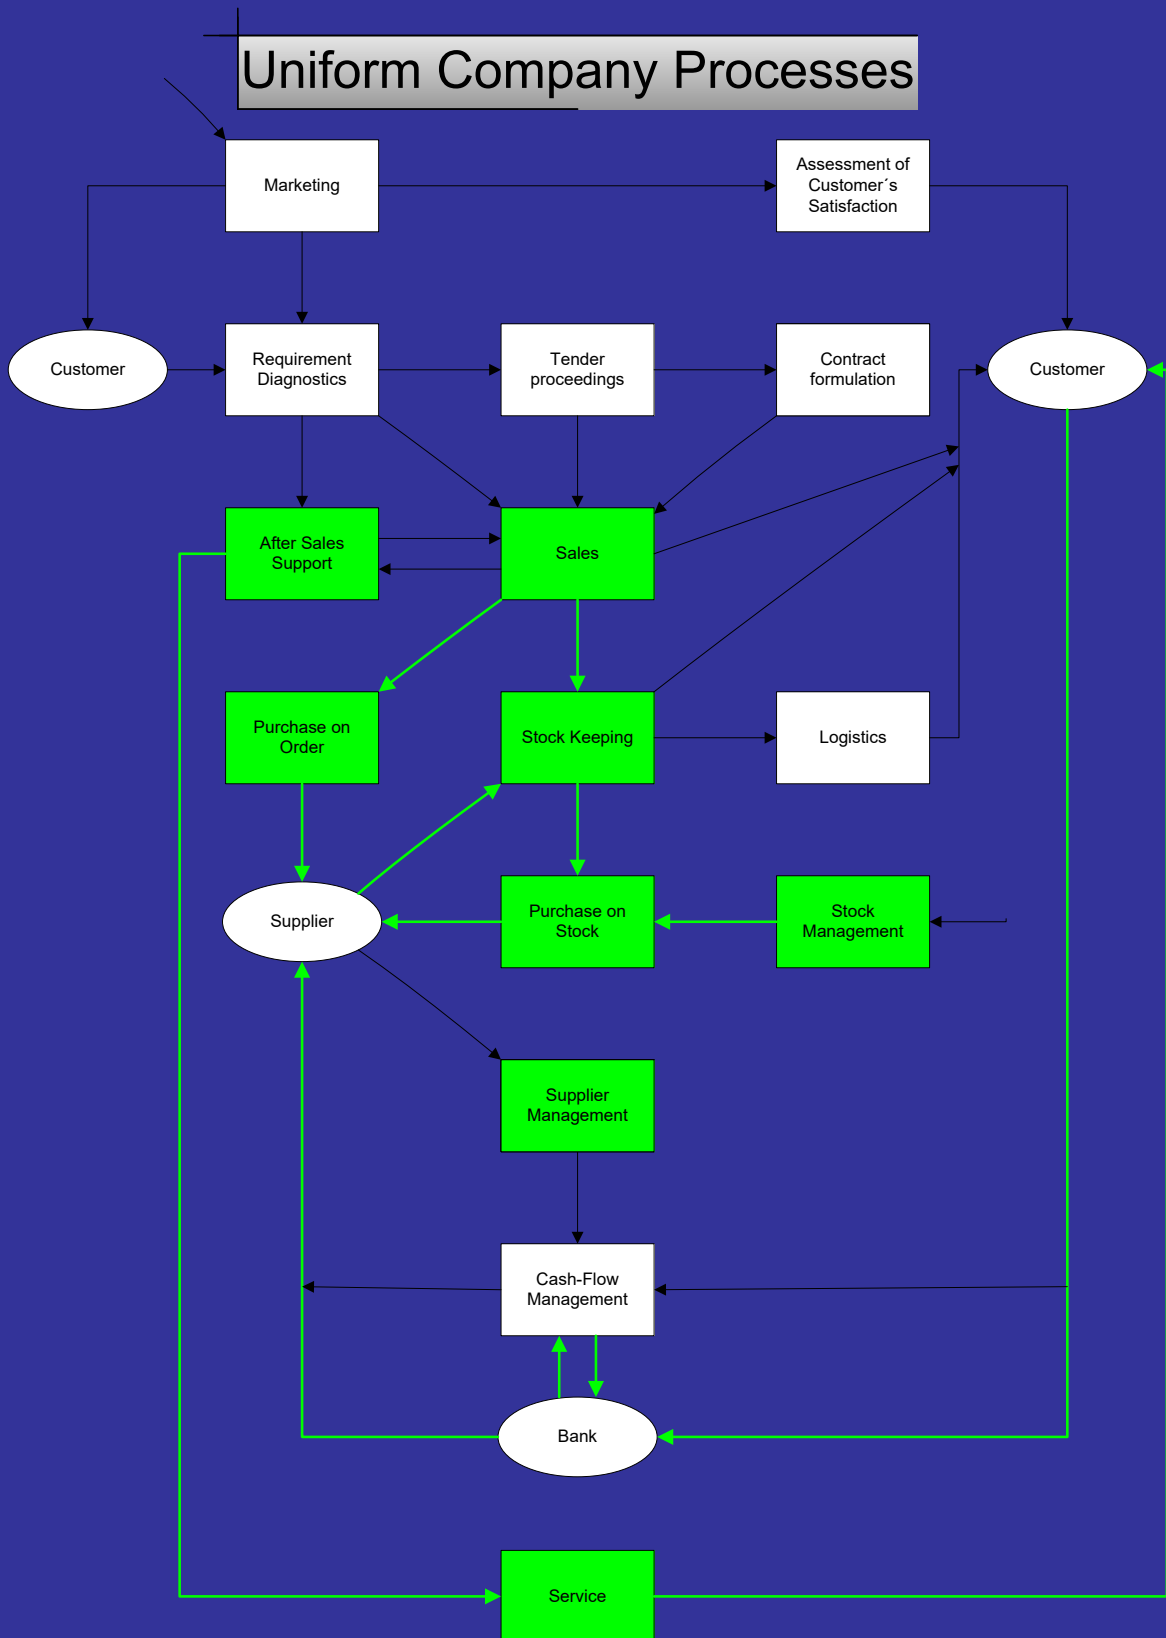 Uniform Company Processes
Marketing
Assessment of
Customer´s
Satisfaction
Customer
Requirement
Diagnostics
Tender
proceedings
Contract
formulation
Customer
After Sales
Support
Sales
Purchase on
Order
Stock Keeping
Logistics
Supplier
Purchase on
Stock
Stock
Management
Supplier
Management
Cash-Flow
Management
Bank
Service